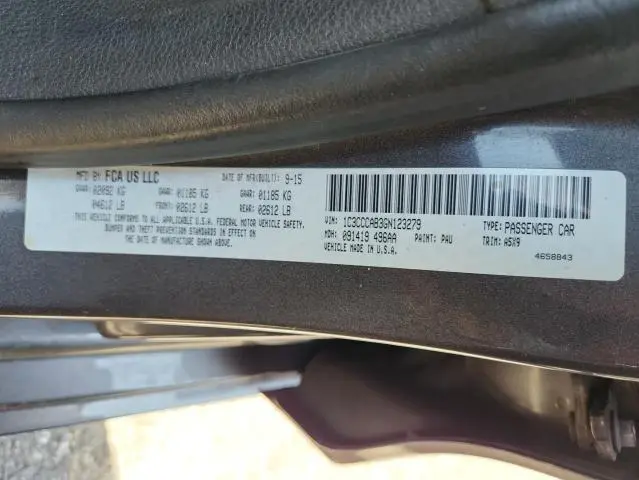 MFD BY FCA US LLC DATE OF MFR(BUILT): 9-15
GVWR: 02092 KG GAWR: 01185 KG GAWR: 01185 KG
04612 LB FRONT: 02612 LB REAR: 02612 LB
THIS VEHICLE CONFORMS TO ALL APPLICABLE U.S.A. FEDERAL MOTOR VEHICLE SAFETY,
BUMPER AND THEFT PREVENTION STANDARDS IN EFFECT ON
THE DATE OF MANUFACTURE SHOWN ABOVE.
VIN: 1C3CCCAB3GN123279 TYPE: PASSENGER CAR
MDH: 091419 496AA PAINT: PAU TRIM: A5X9
VEHICLE MADE IN U.S.A. 4658843